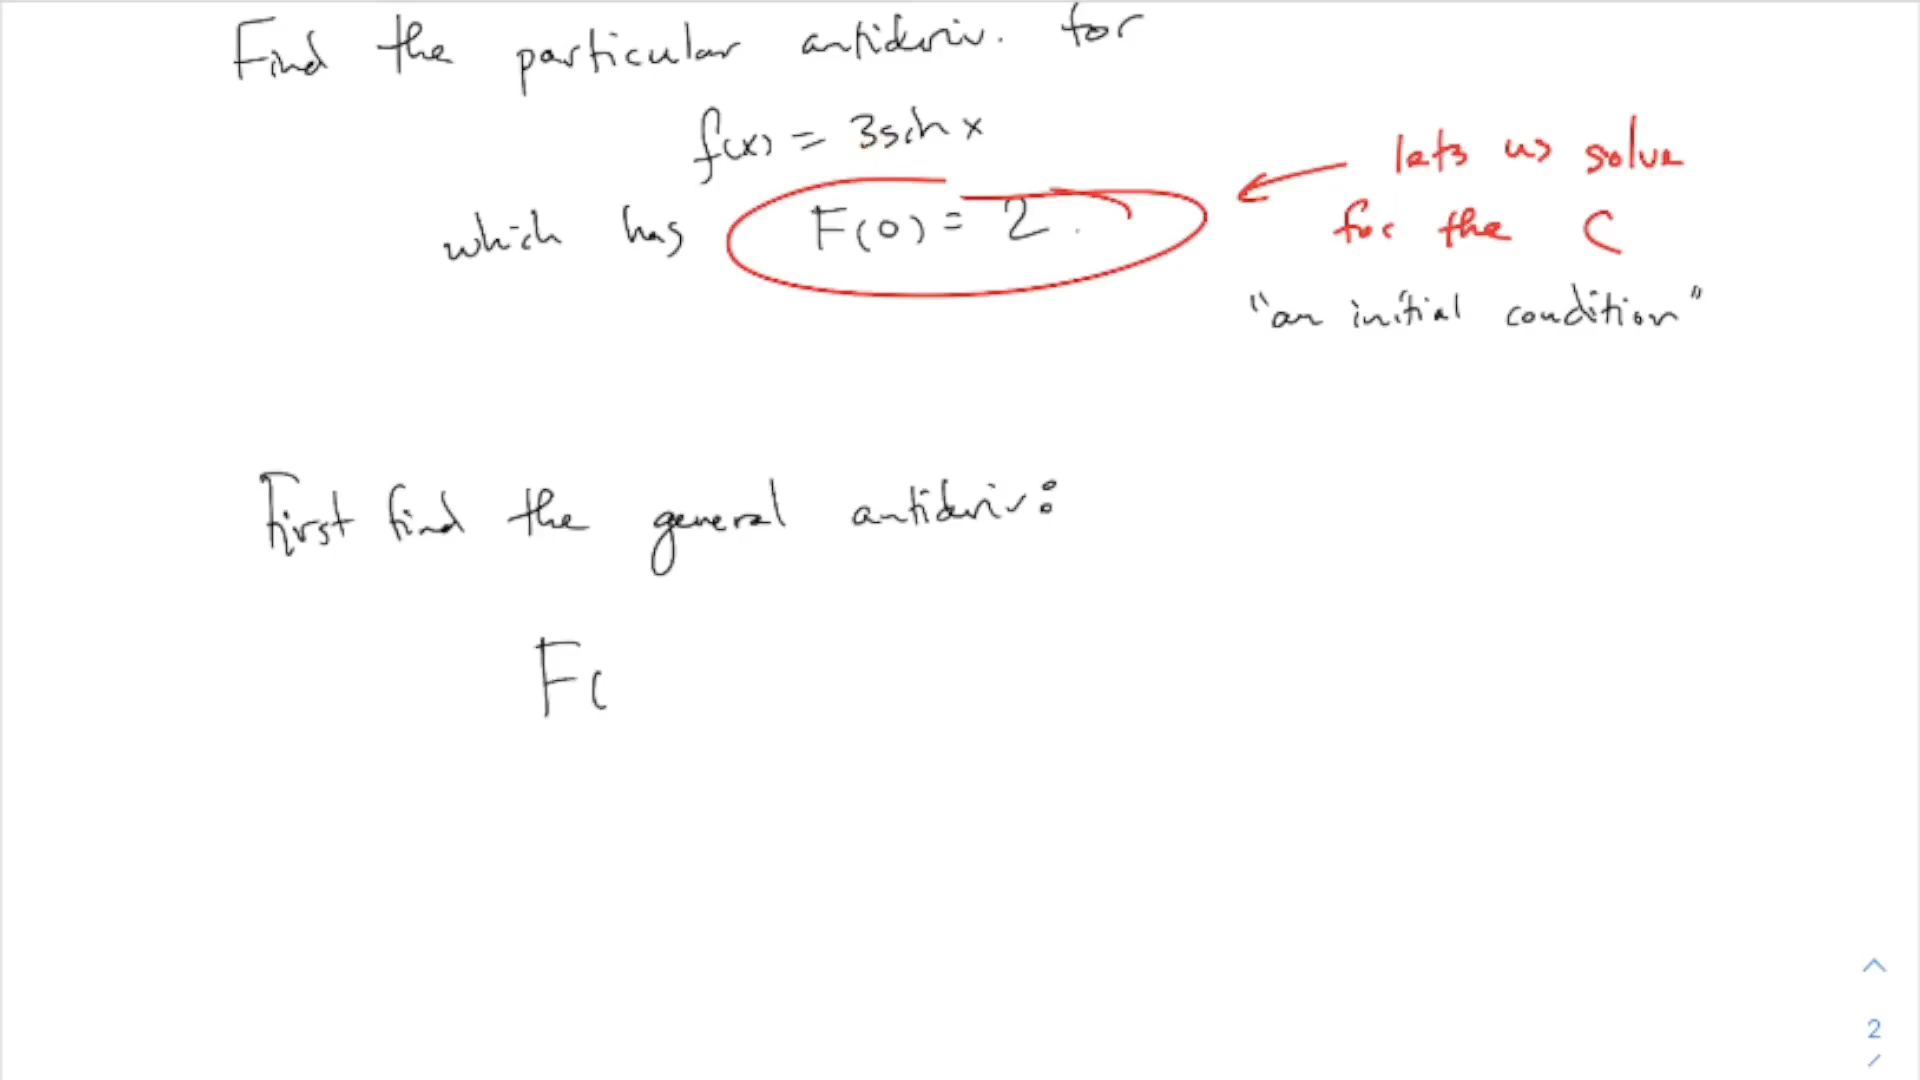 Find the particular antideriv. for
f(x) = 3sin x
which has F(0) = 2.
lets us solve
for the C
"an initial condition"
First find the general antideriv:
F(
2